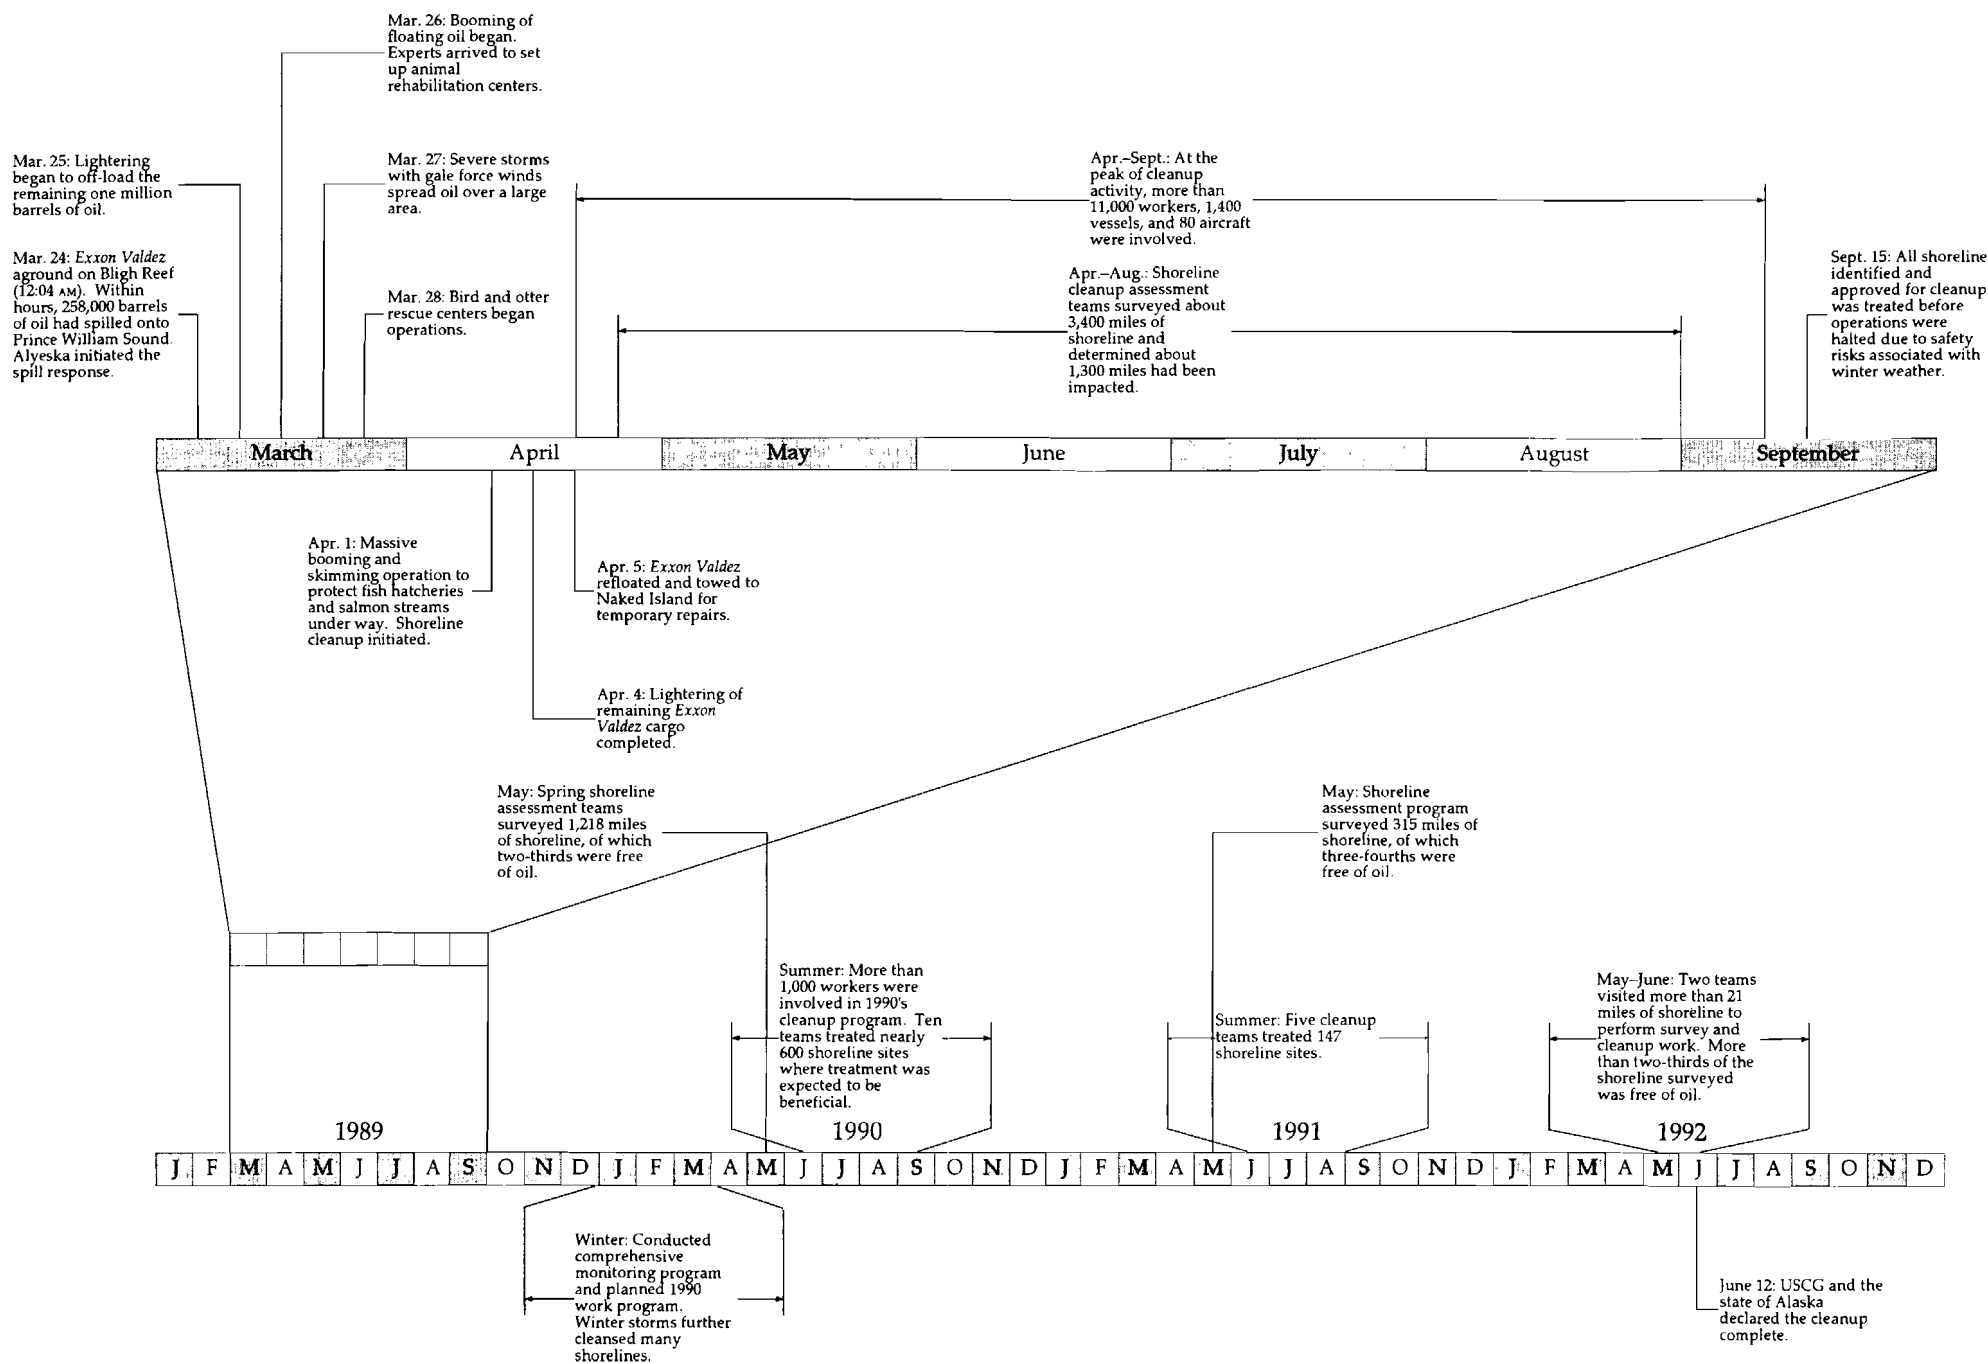 Mar. 26: Booming of
floating oil began.
Experts arrived to set
up animal
rehabilitation centers.
Mar. 25: Lightering
began to off-load the
remaining one million
barrels of oil.
Mar. 27: Severe storms
with gale force winds
spread oil over a large
area.
Apr.–Sept.: At the
peak of cleanup
activity, more than
11,000 workers, 1,400
vessels, and 80 aircraft
were involved.
Mar. 24: Exxon Valdez
aground on Bligh Reef
(12:04 AM). Within
hours, 258,000 barrels
of oil had spilled onto
Prince William Sound.
Alyeska initiated the
spill response.
Mar. 28: Bird and otter
rescue centers began
operations.
Apr.–Aug.: Shoreline
cleanup assessment
teams surveyed about
3,400 miles of
shoreline and
determined about
1,300 miles had been
impacted.
Sept. 15: All shoreline
identified and
approved for cleanup
was treated before
operations were
halted due to safety
risks associated with
winter weather.
March April May June July August September
Apr. 1: Massive
booming and
skimming operation to
protect fish hatcheries
and salmon streams
under way. Shoreline
cleanup initiated.
Apr. 5: Exxon Valdez
refloated and towed to
Naked Island for
temporary repairs.
Apr. 4: Lightering of
remaining Exxon
Valdez cargo
completed.
May: Spring shoreline
assessment teams
surveyed 1,218 miles
of shoreline, of which
two-thirds were free
of oil.
May: Shoreline
assessment program
surveyed 315 miles of
shoreline, of which
three-fourths were
free of oil.
Summer: More than
1,000 workers were
involved in 1990's
cleanup program. Ten
teams treated nearly
600 shoreline sites
where treatment was
expected to be
beneficial.
Summer: Five cleanup
teams treated 147
shoreline sites.
May–June: Two teams
visited more than 21
miles of shoreline to
perform survey and
cleanup work. More
than two-thirds of the
shoreline surveyed
was free of oil.
1989 1990 1991 1992
J F M A M J J A S O N D J F M A M J J A S O N D J F M A M J J A S O N D J F M A M J J A S O N D
Winter: Conducted
comprehensive
monitoring program
and planned 1990
work program.
Winter storms further
cleansed many
shorelines.
June 12: USCG and the
state of Alaska
declared the cleanup
complete.